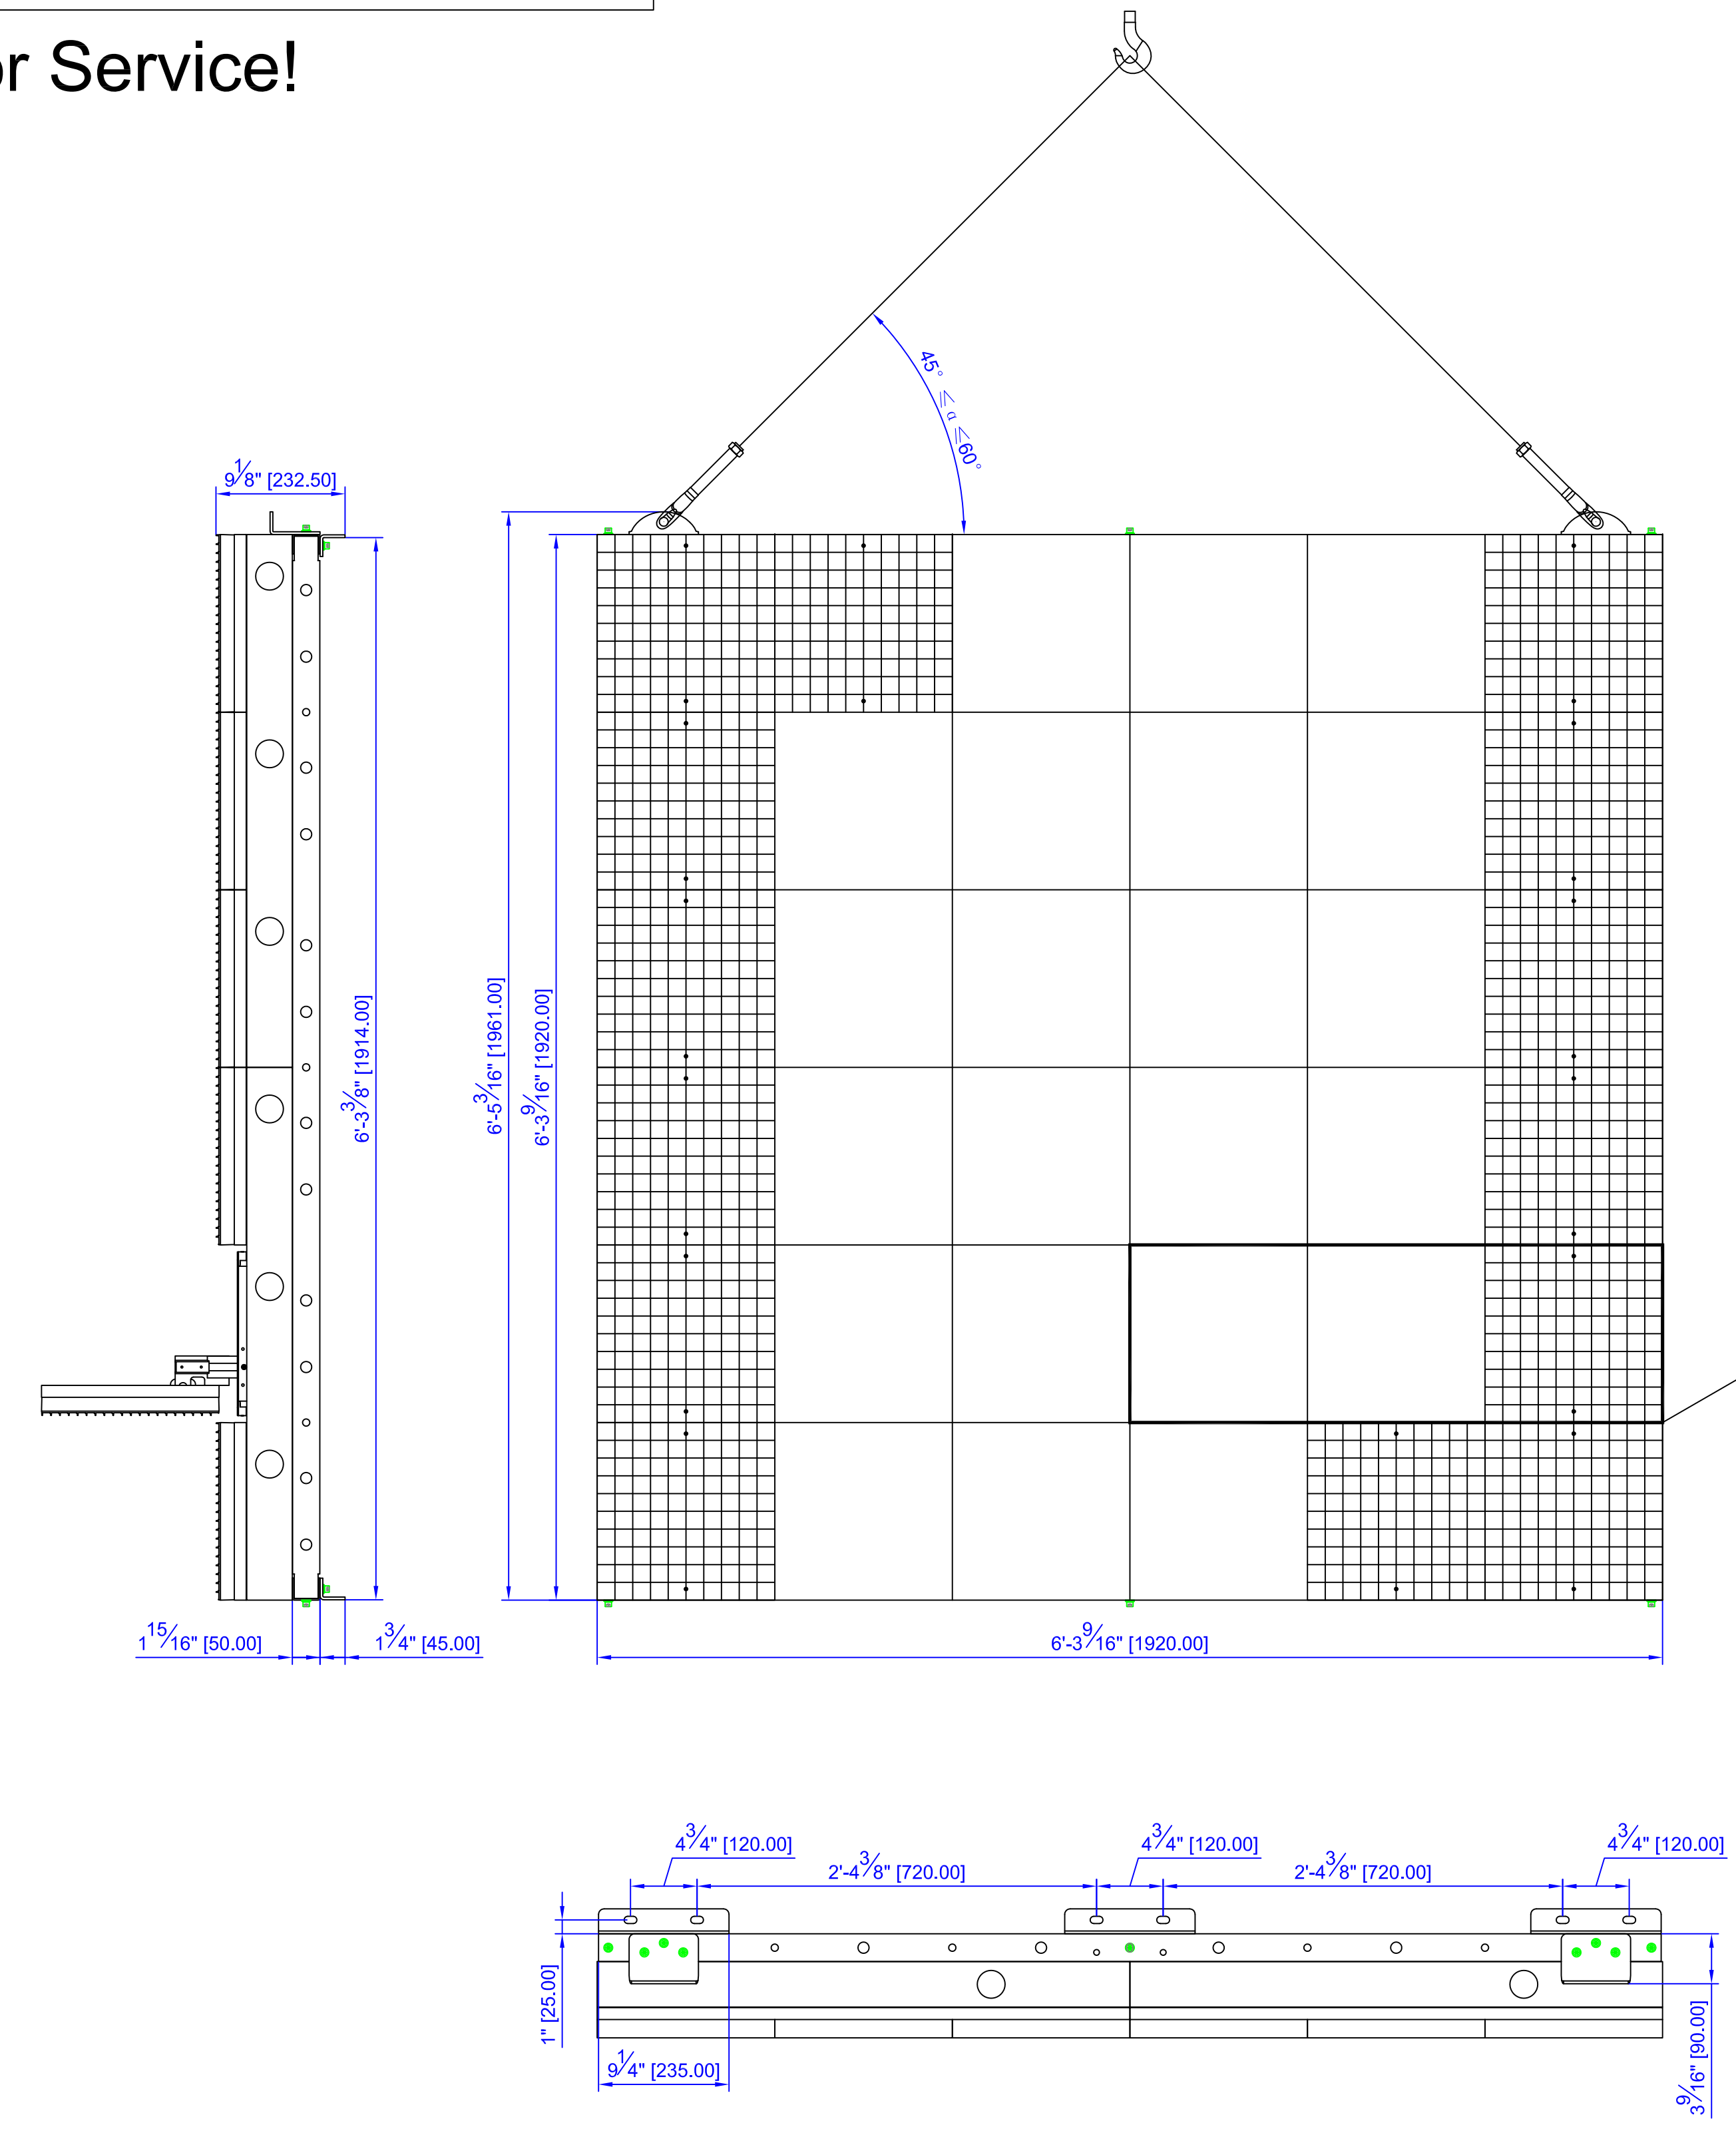 or Service!
45° ≤ α ≤60°
9 1/8" [232.50]
6'-3 3/8" [1914.00]
6'-5 3/16" [1961.00]
6'-3 9/16" [1920.00]
1 15/16" [50.00]
1 3/4" [45.00]
6'-3 9/16" [1920.00]
4 3/4" [120.00]
2'-4 3/8" [720.00]
4 3/4" [120.00]
2'-4 3/8" [720.00]
4 3/4" [120.00]
1" [25.00]
9 1/4" [235.00]
3 9/16" [90.00]